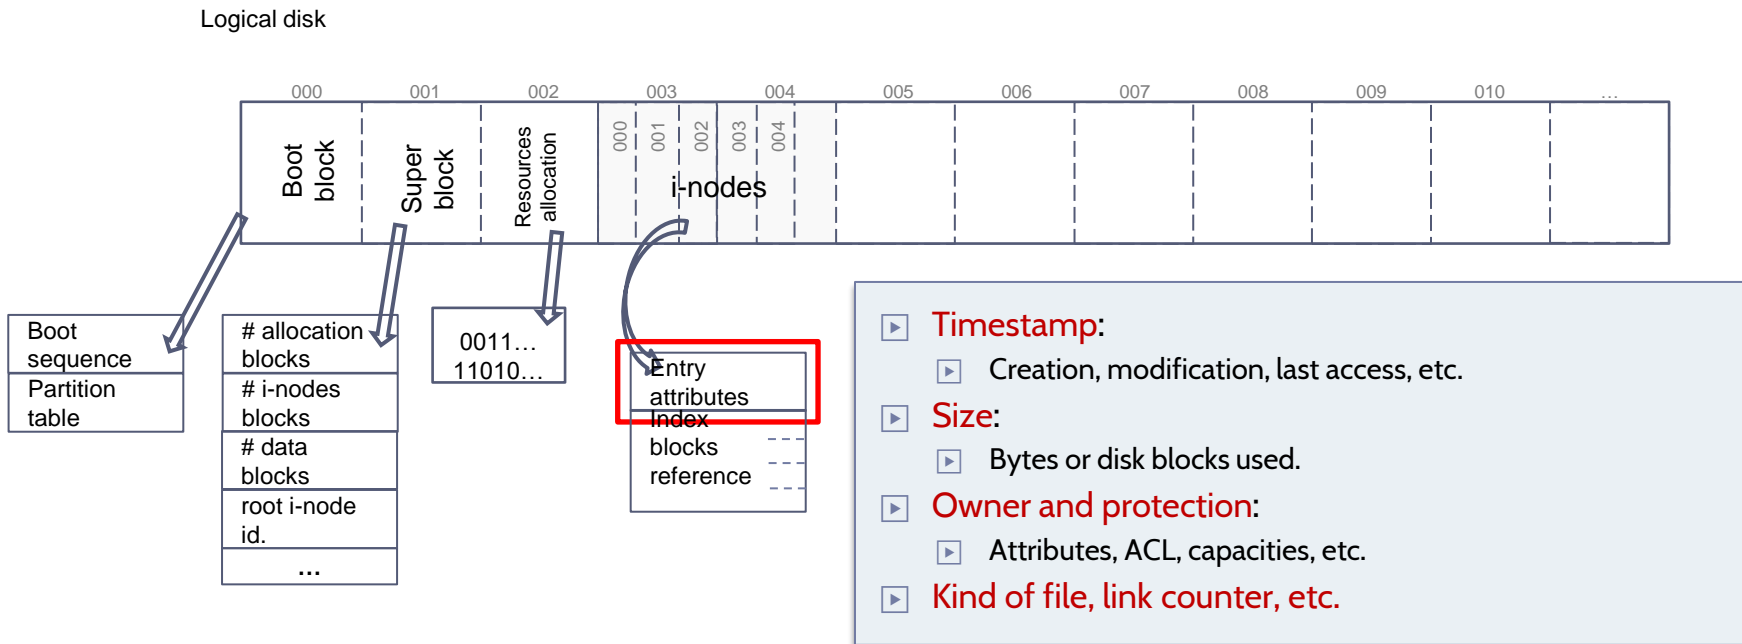 Logical disk
000 001 002 003 004 005 006 007 008 009 010 ...
Boot
block
Super
block
Resources
allocation
000 001 002 003 004
i-nodes
Boot
sequence
Partition
table
# allocation
blocks
# i-nodes
blocks
# data
blocks
root i-node
id.
...
0011...
11010...
Entry
attributes
Index
blocks
reference
Timestamp:
Creation, modification, last access, etc.
Size:
Bytes or disk blocks used.
Owner and protection:
Attributes, ACL, capacities, etc.
Kind of file, link counter, etc.